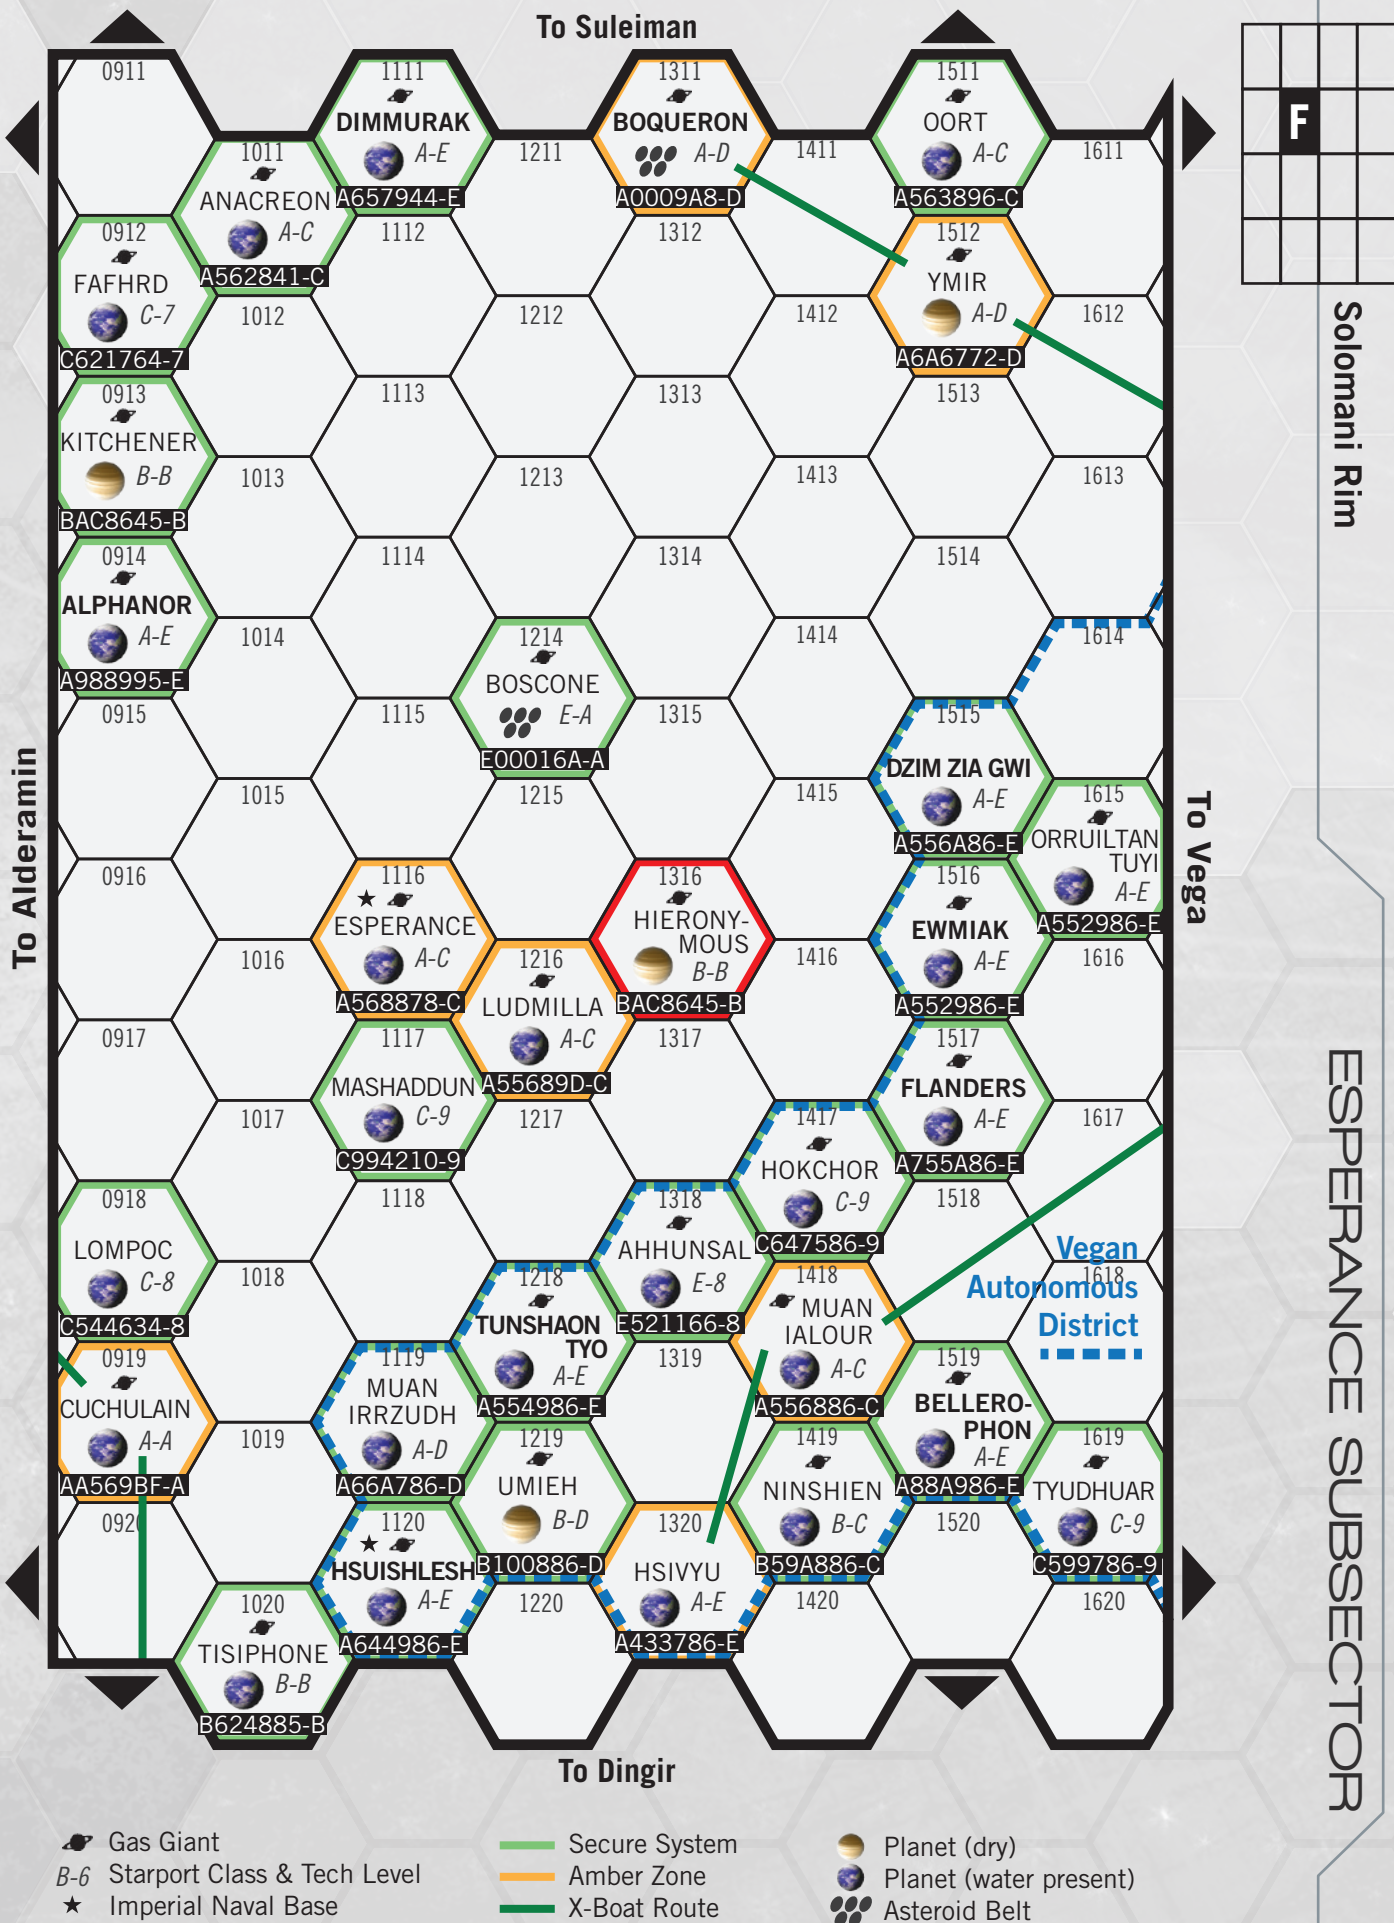 To Suleiman
F
Solomani Rim
ESPERANCE SUBSECTOR
To Alderamin
To Vega
0911
0912
FAFHRD
C-7
C621764-7
0913
KITCHENER
B-B
BAC8645-B
0914
ALPHANOR
A-E
A988995-E
0915
0916
0917
0918
LOMPOC
C-8
C544634-8
0919
CUCHULAIN
A-A
AA569BF-A
0920
1011
ANACREON
A-C
A562841-C
1012
1013
1014
1015
1016
1017
1018
1019
1020
TISIPHONE
B-B
B624885-B
1111
DIMMURAK
A-E
A657944-E
1112
1113
1114
1115
1116
ESPERANCE
A-C
A568878-C
1117
MASHADDUN
C-9
C994210-9
1118
1119
MUAN
IRRZUDH
A-D
A66A786-D
1120
HSUISHLESH
A-E
A644986-E
1211
1212
1213
1214
BOSCONE
E-A
E00016A-A
1215
1216
LUDMILLA
A-C
A55689D-C
1217
1218
TUNSHAON
TYO
A-E
A554986-E
1219
UMIEH
B-D
B100886-D
1220
1311
BOQUERON
A-D
A0009A8-D
1312
1313
1314
1315
1316
HIERONY-
MOUS
B-B
BAC8645-B
1317
1318
AHHUNSAL
E-8
E521166-8
1319
1320
HSIVYU
A-E
A433786-E
1411
1412
1413
1414
1415
1416
1417
HOKCHOR
C-9
C647586-9
1418
MUAN
IALOUR
A-C
A556886-C
1419
NINSHIEN
B-C
B59A886-C
1420
1511
OORT
A-C
A563896-C
1512
YMIR
A-D
A6A6772-D
1513
1514
1515
DZIM ZIA GWI
A-E
A556A86-E
1516
EWMIAK
A-E
A552986-E
1517
FLANDERS
A-E
A755A86-E
1518
1519
BELLERO-
PHON
A-E
A88A986-E
1520
1611
1612
1613
1614
1615
ORRUILTAN
TUYI
A-E
A552986-E
1616
1617
1618
Vegan
Autonomous
District
1619
TYUDHUAR
C-9
C599786-9
1620
To Dingir
Gas Giant
B-6 Starport Class & Tech Level
Imperial Naval Base
Secure System
Amber Zone
X-Boat Route
Planet (dry)
Planet (water present)
Asteroid Belt